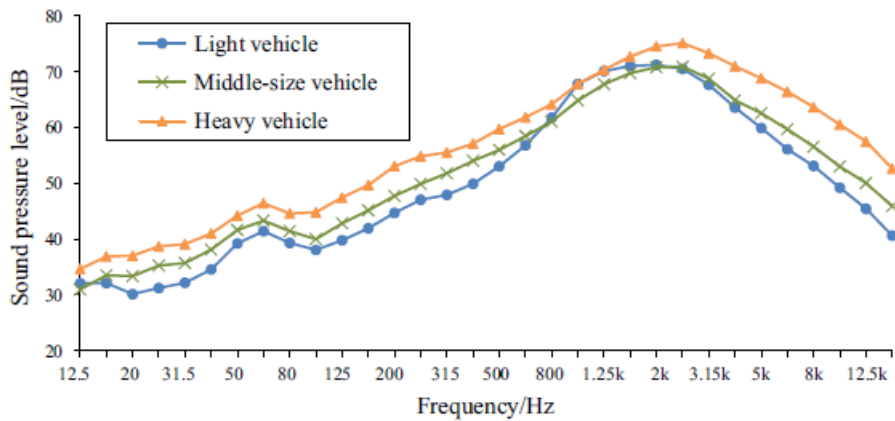 80
70
60
50
40
30
20
Sound pressure level/dB
Light vehicle
Middle-size vehicle
Heavy vehicle
12.5 20 31.5 50 80 125 200 315 500 800 1.25k 2k 3.15k 5k 8k 12.5k
Frequency/Hz